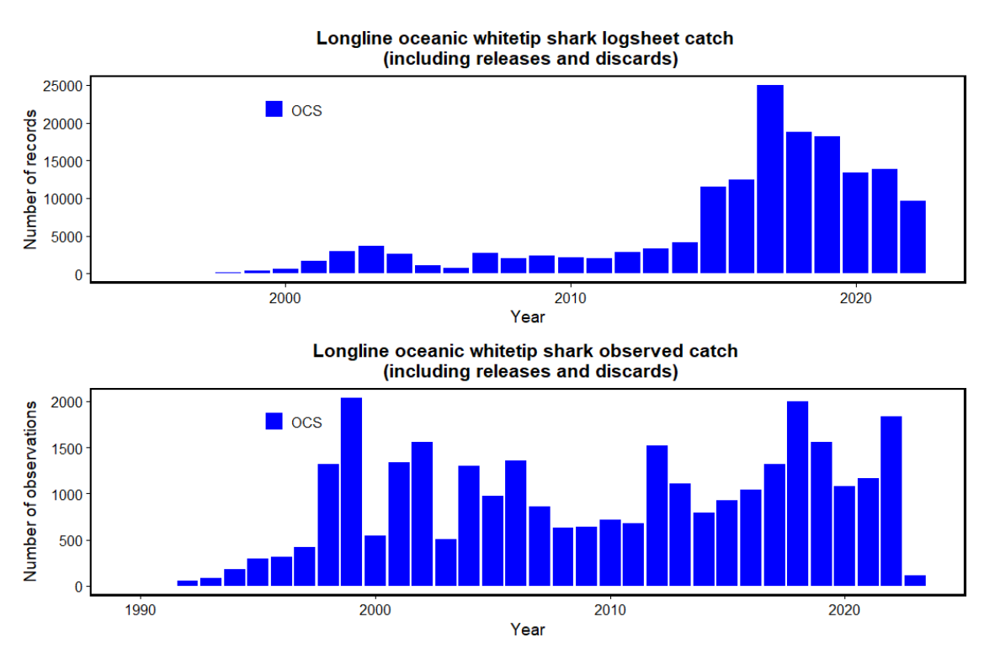 Longline oceanic whitetip shark logsheet catch
(including releases and discards)
25000
20000
15000
10000
5000
0
Number of records
OCS
2000
2010
2020
Year
Longline oceanic whitetip shark observed catch
(including releases and discards)
2000
1500
1000
500
0
Number of observations
OCS
1990
2000
2010
2020
Year